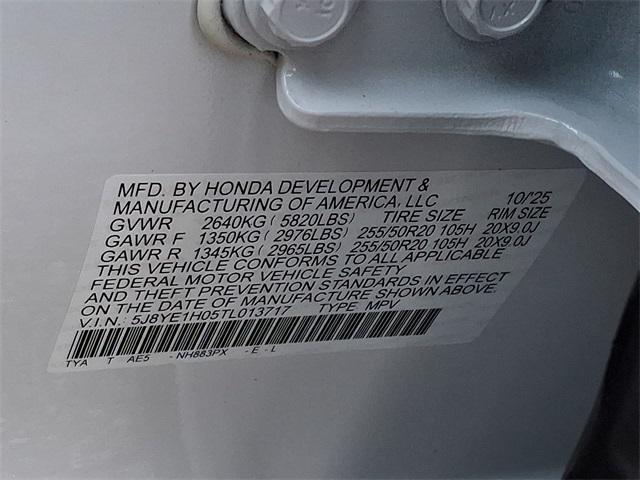 MFD. BY HONDA DEVELOPMENT &
MANUFACTURING OF AMERICA, LLC 10/25
GVWR 2640KG ( 5820LBS) TIRE SIZE RIM SIZE
GAWR F 1350KG ( 2976LBS) 255/50R20 105H 20X9.0J
GAWR R 1345KG ( 2965LBS) 255/50R20 105H 20X9.0J
THIS VEHICLE CONFORMS TO ALL APPLICABLE
FEDERAL MOTOR VEHICLE SAFETY
AND THEFT PREVENTION STANDARDS IN EFFECT
ON THE DATE OF MANUFACTURE SHOWN ABOVE.
V.I.N.: 5J8YE1H05TL013717 TYPE: MPV
TYA T AE5 - NH883PX - E - L